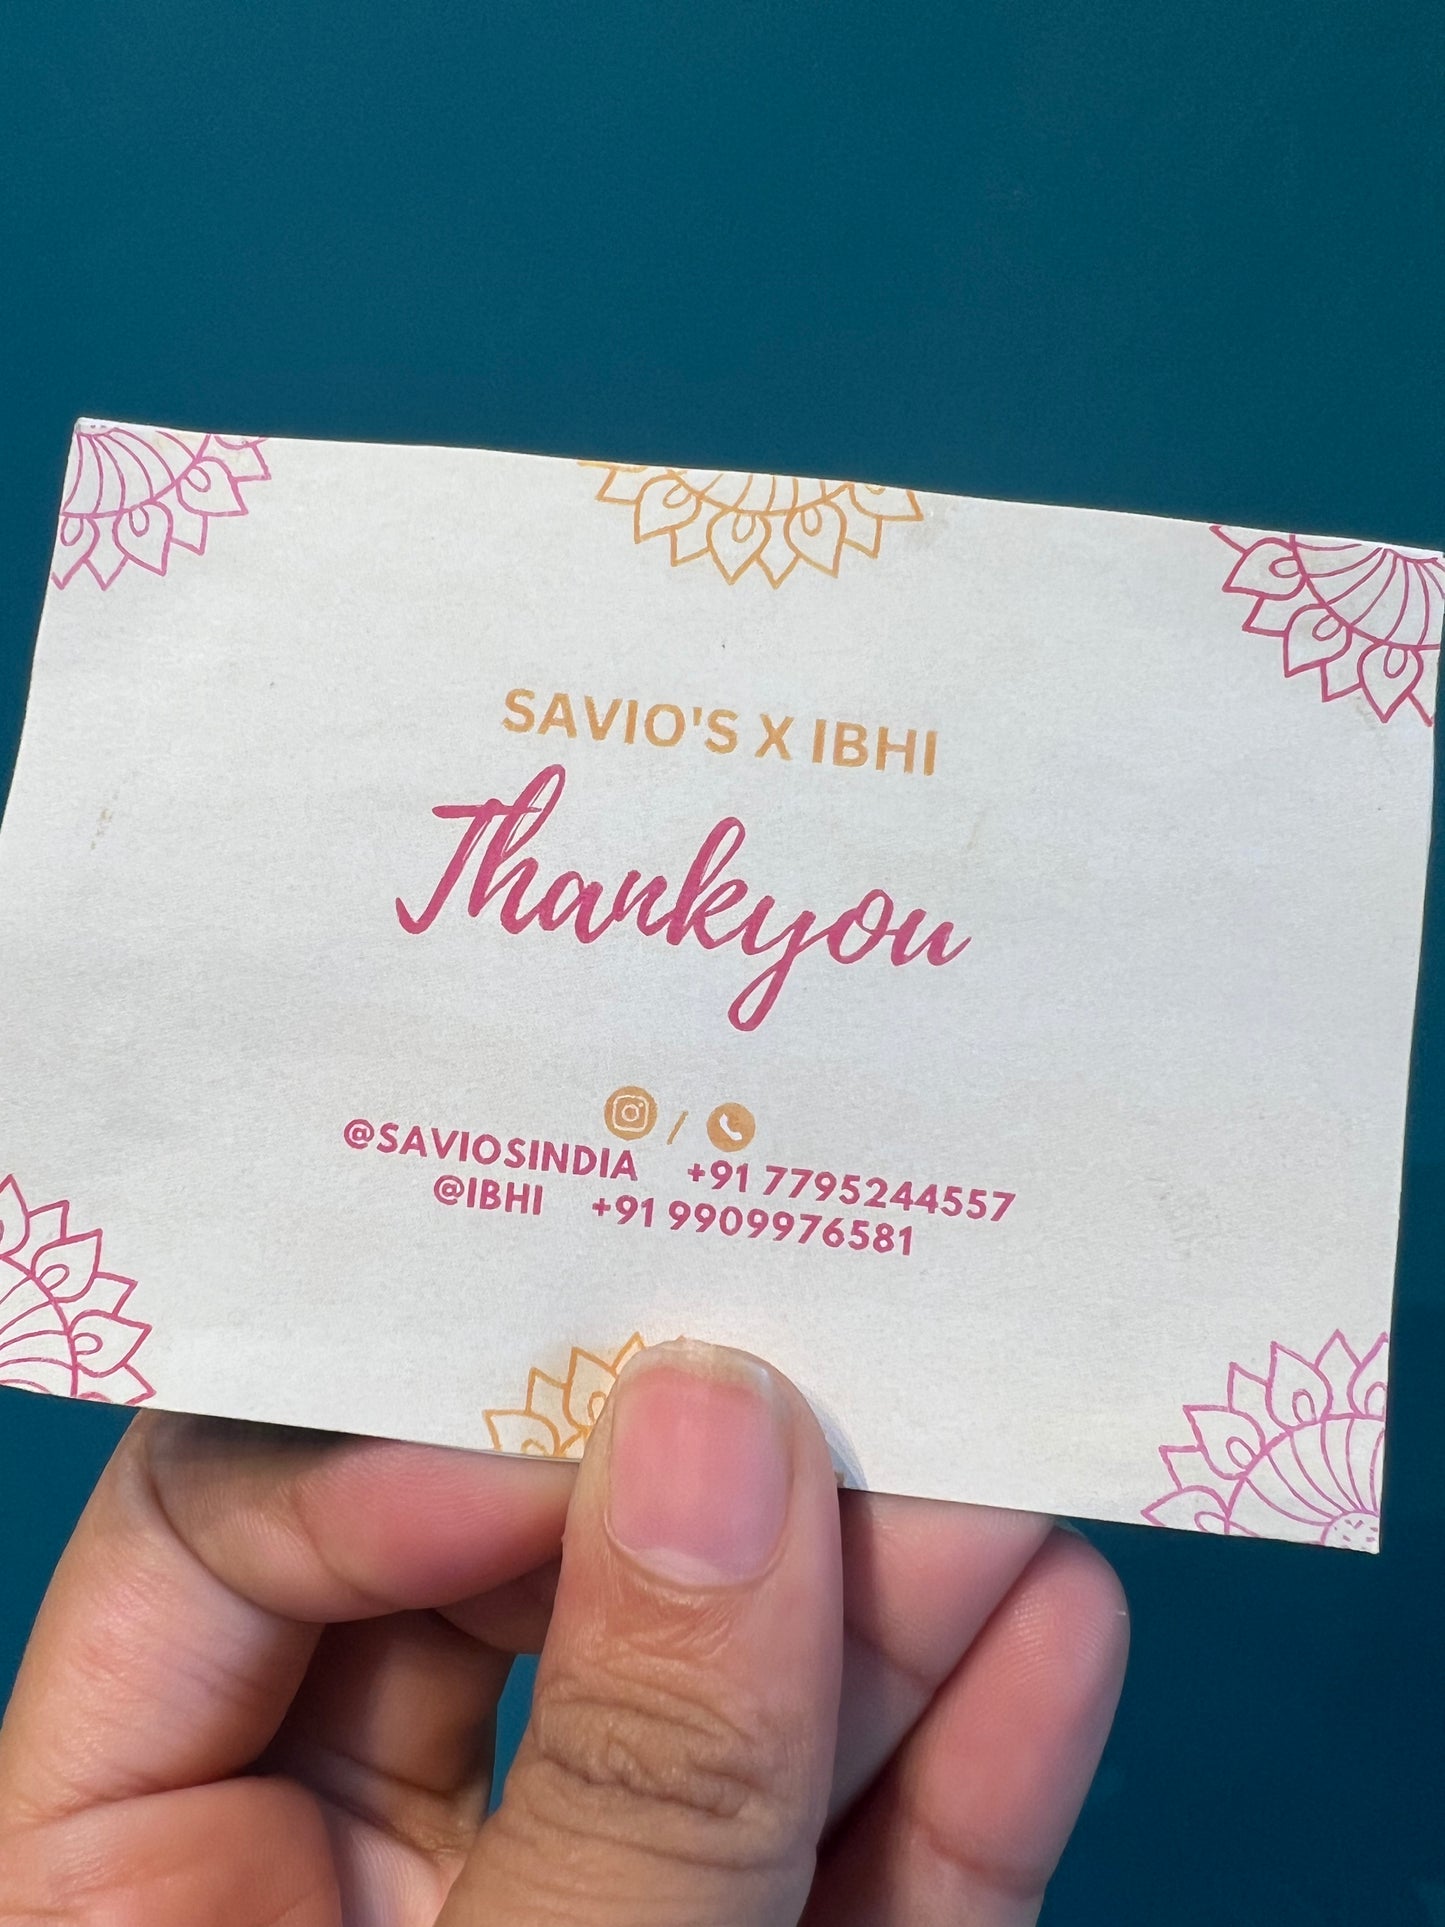 SAVIO'S X IBHI
Thankyou
/
@SAVIOSINDIA +91 7795244557
@IBHI +91 9909976581